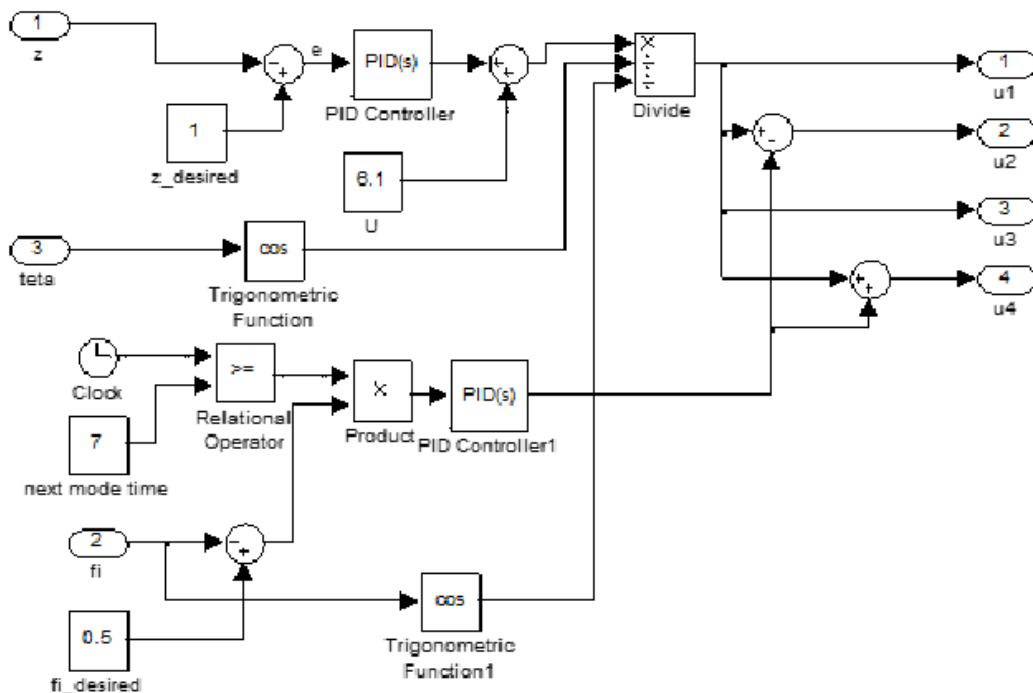 1
z
e
PID(s)
PID Controller
1
z_desired
6.1
U
Divide
1
u1
2
u2
3
u3
4
u4
3
teta
cos
Trigonometric
Function
Clock
>=
Relational
Operator
7
next mode time
X
Product
PID(s)
PID Controller1
2
fi
0.5
fi_desired
cos
Trigonometric
Function1